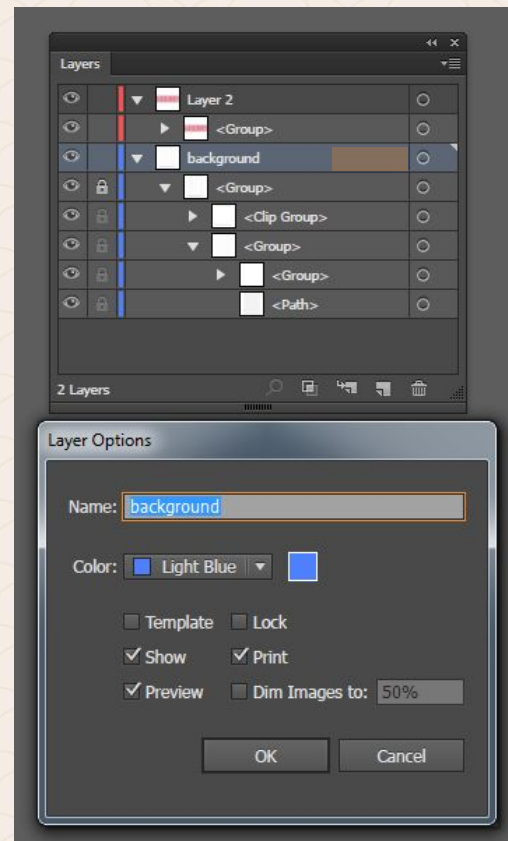 Layers
Layer 2
<Group>
background
<Group>
<Clip Group>
<Group>
<Group>
<Path>
2 Layers
Layer Options
Name: background
Color: Light Blue
Template Lock
Show Print
Preview Dim Images to: 50%
OK Cancel